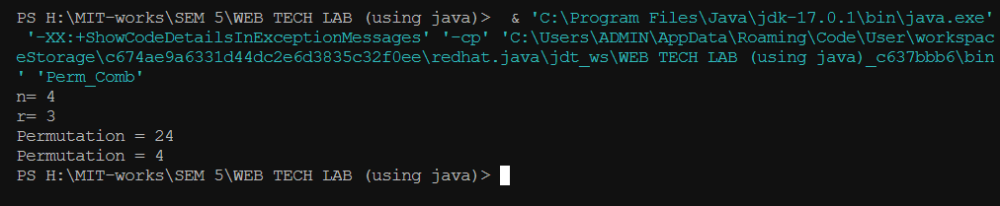 PS H:\MIT-works\SEM 5\WEB TECH LAB (using java)>  & 'C:\Program Files\Java\jdk-17.0.1\bin\java.exe'
 '-XX:+ShowCodeDetailsInExceptionMessages' '-cp' 'C:\Users\ADMIN\AppData\Roaming\Code\User\workspac
eStorage\c674ae9a6331d44dc2e6d3835c32f0ee\redhat.java\jdt_ws\WEB TECH LAB (using java)_c637bbb6\bin
' 'Perm_Comb'
n= 4
r= 3
Permutation = 24
Permutation = 4
PS H:\MIT-works\SEM 5\WEB TECH LAB (using java)>